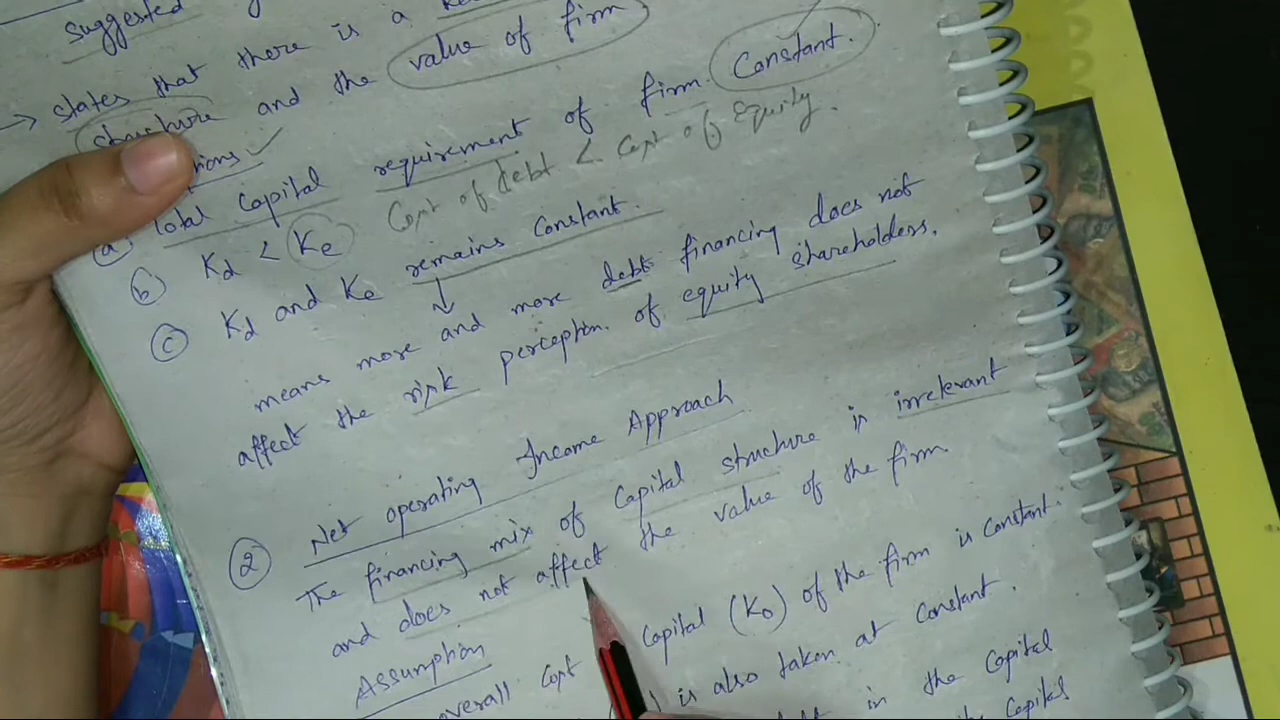 suggested
→ states that there is a
structure and the value of firm
(a) Total Capital requirement of firm Constant.
(b) Kd < Ke Cost of debt < Cost of Equity.
(c) Kd and Ke remains Constant.
↓
means more and more debt financing does not
affect the risk perception of equity shareholders.
(2) Net operating Income Approach
The financing mix of Capital structure is irrelevant
and does not affect the value of the firm
Assumption
overall cost Capital (Ko) of the firm is constant.
is also taken at constant.
in the Capital
Capital